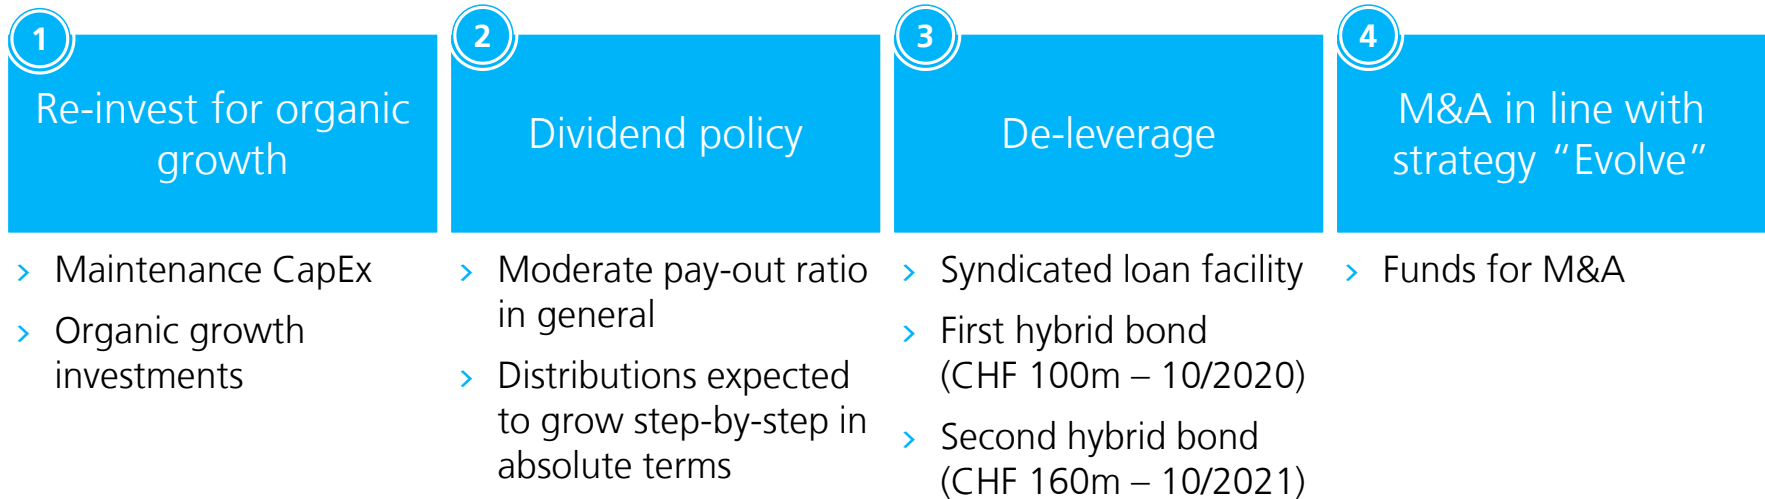 1
Re-invest for organic
growth
› Maintenance CapEx
› Organic growth
investments
2
Dividend policy
› Moderate pay-out ratio
in general
› Distributions expected
to grow step-by-step in
absolute terms
3
De-leverage
› Syndicated loan facility
› First hybrid bond
(CHF 100m – 10/2020)
› Second hybrid bond
(CHF 160m – 10/2021)
4
M&A in line with
strategy “Evolve”
› Funds for M&A